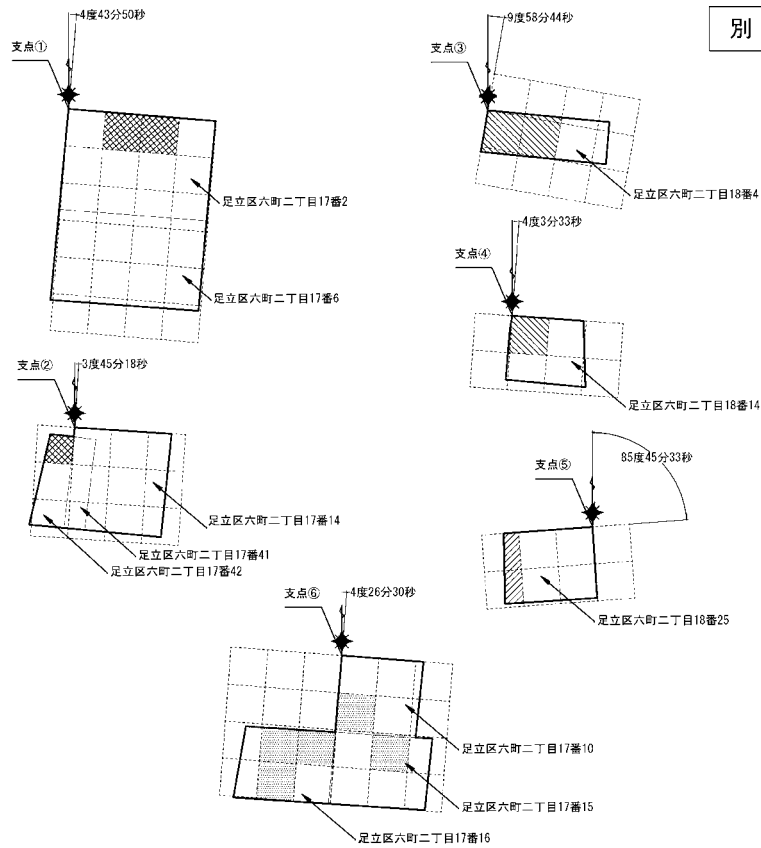 別
4度43分50秒
支点①
足立区六町二丁目17番2
足立区六町二丁目17番6
9度58分44秒
支点③
足立区六町二丁目18番4
4度3分33秒
支点④
足立区六町二丁目18番14
3度45分18秒
支点②
足立区六町二丁目17番14
足立区六町二丁目17番41
足立区六町二丁目17番42
85度45分33秒
支点⑤
足立区六町二丁目18番25
4度26分30秒
支点⑥
足立区六町二丁目17番10
足立区六町二丁目17番15
足立区六町二丁目17番16